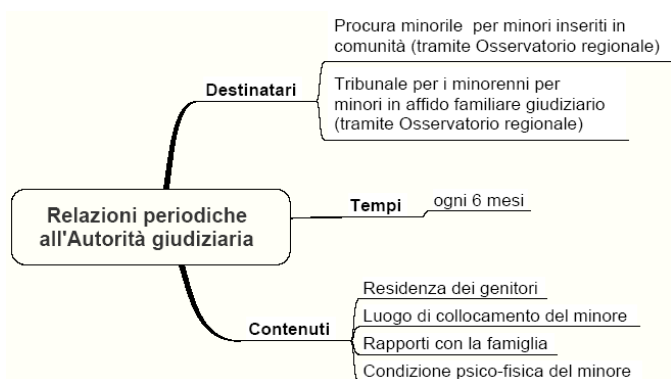 Procura minorile per minori inseriti in
comunità (tramite Osservatorio regionale)
Destinatari
Tribunale per i minorenni per
minori in affido familiare giudiziario
(tramite Osservatorio regionale)
Relazioni periodiche
all'Autorità giudiziaria
Tempi
ogni 6 mesi
Contenuti
Residenza dei genitori
Luogo di collocamento del minore
Rapporti con la famiglia
Condizione psico-fisica del minore